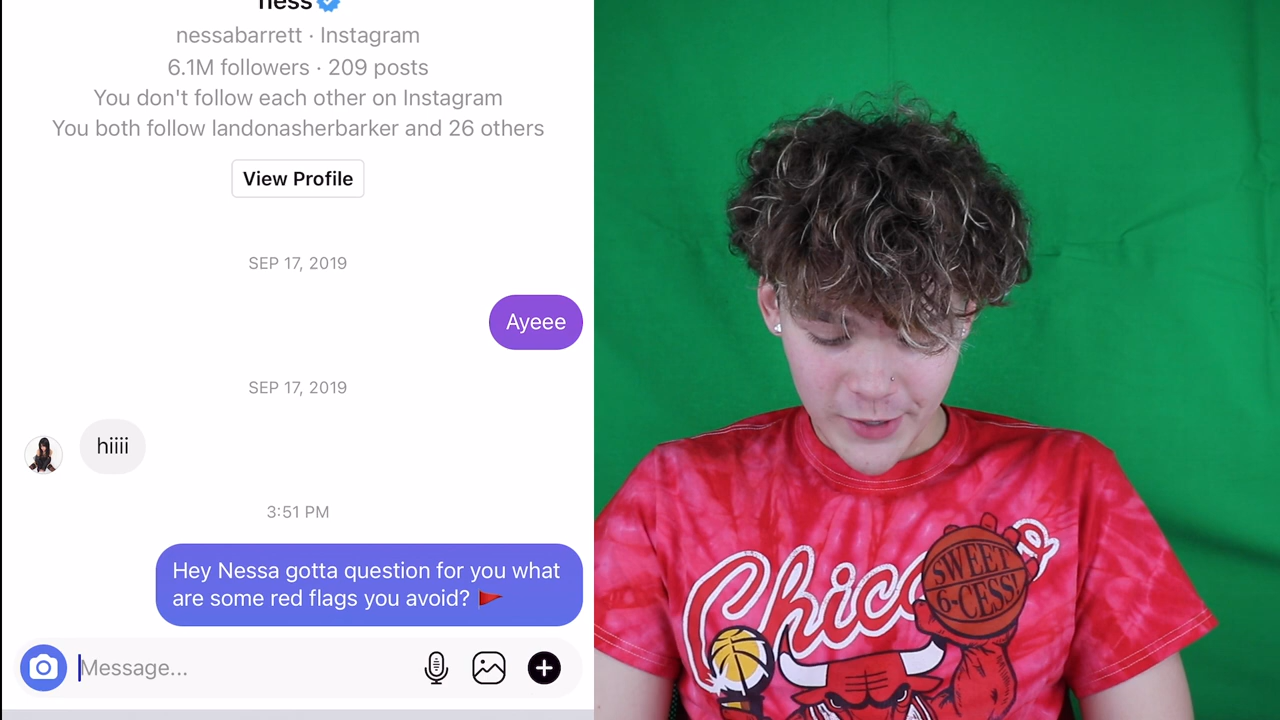 ness
nessabarrett · Instagram
6.1M followers · 209 posts
You don't follow each other on Instagram
You both follow landonasherbarker and 26 others
View Profile
SEP 17, 2019
Ayeee
SEP 17, 2019
hiiii
3:51 PM
Hey Nessa gotta question for you what
are some red flags you avoid? 🚩
Message...
Chicago
SWEET
6-CESS!